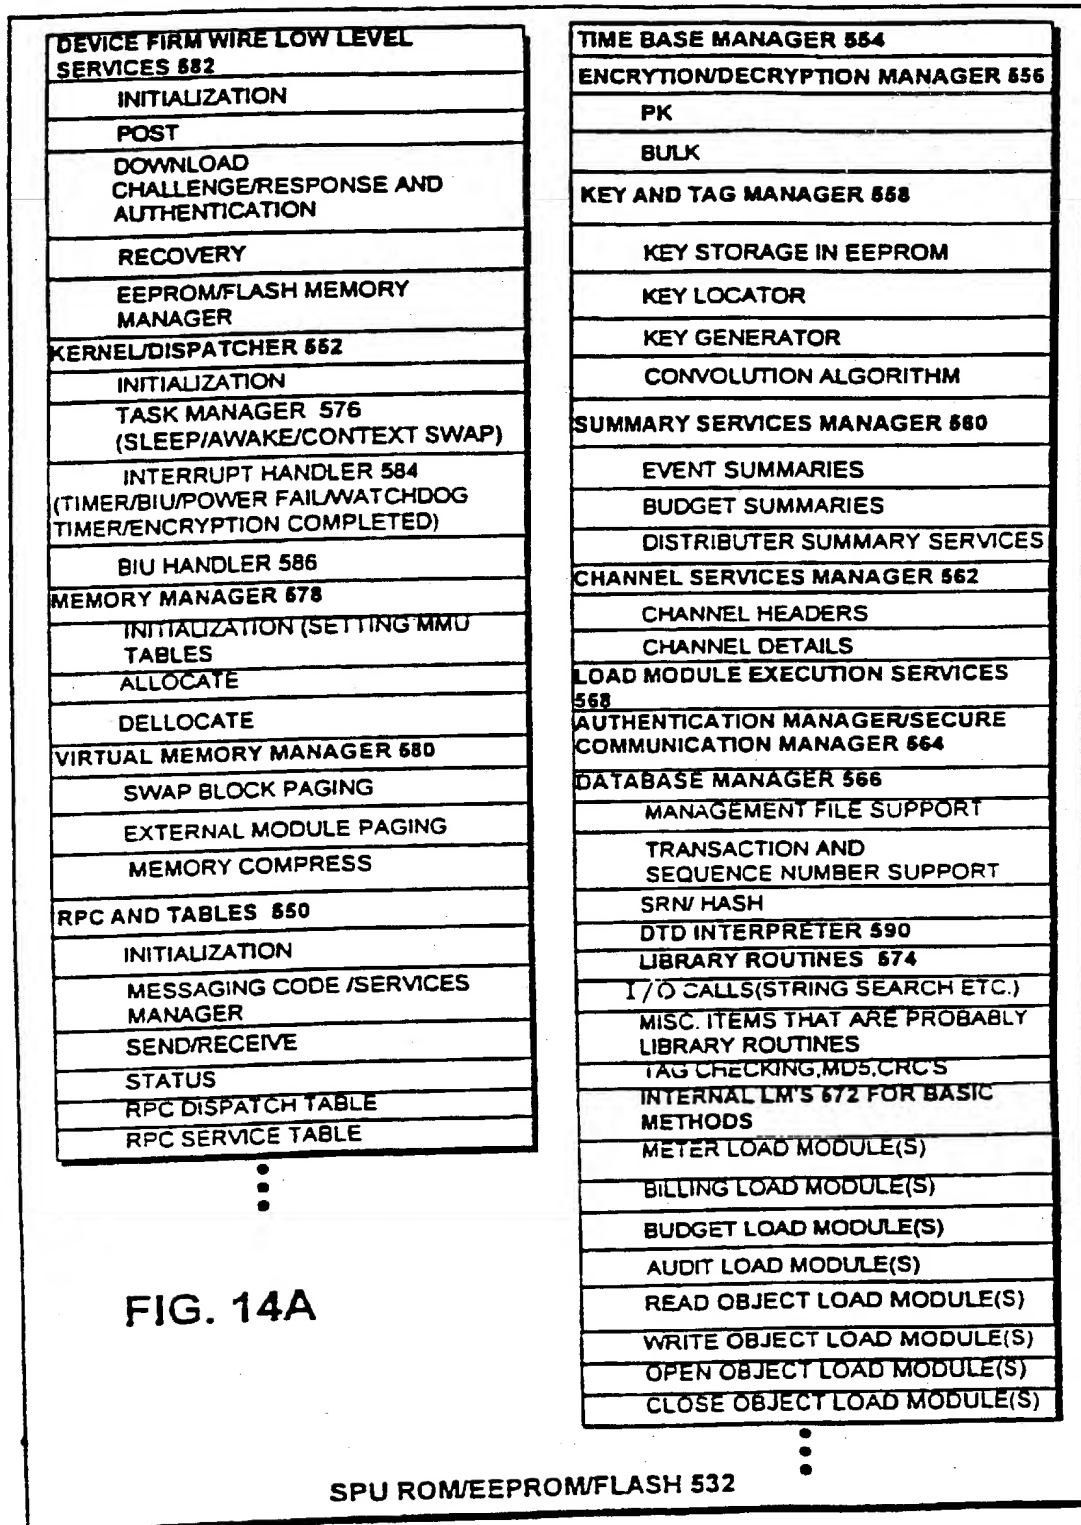 DEVICE FIRM WIRE LOW LEVEL
SERVICES 582
INITIALIZATION
POST
DOWNLOAD
CHALLENGE/RESPONSE AND
AUTHENTICATION
RECOVERY
EEPROM/FLASH MEMORY
MANAGER
KERNEL/DISPATCHER 552
INITIALIZATION
TASK MANAGER 576
(SLEEP/AWAKE/CONTEXT SWAP)
INTERRUPT HANDLER 584
(TIMER/BIU/POWER FAIL/WATCHDOG
TIMER/ENCRYPTION COMPLETED)
BIU HANDLER 586
MEMORY MANAGER 578
INITIALIZATION (SETTING MMU
TABLES
ALLOCATE
DELLOCATE
VIRTUAL MEMORY MANAGER 580
SWAP BLOCK PAGING
EXTERNAL MODULE PAGING
MEMORY COMPRESS
RPC AND TABLES 550
INITIALIZATION
MESSAGING CODE /SERVICES
MANAGER
SEND/RECEIVE
STATUS
RPC DISPATCH TABLE
RPC SERVICE TABLE
TIME BASE MANAGER 554
ENCRYTION/DECRYPTION MANAGER 556
PK
BULK
KEY AND TAG MANAGER 558
KEY STORAGE IN EEPROM
KEY LOCATOR
KEY GENERATOR
CONVOLUTION ALGORITHM
SUMMARY SERVICES MANAGER 560
EVENT SUMMARIES
BUDGET SUMMARIES
DISTRIBUTER SUMMARY SERVICES
CHANNEL SERVICES MANAGER 562
CHANNEL HEADERS
CHANNEL DETAILS
LOAD MODULE EXECUTION SERVICES
568
AUTHENTICATION MANAGER/SECURE
COMMUNICATION MANAGER 564
DATABASE MANAGER 566
MANAGEMENT FILE SUPPORT
TRANSACTION AND
SEQUENCE NUMBER SUPPORT
SRN/ HASH
DTD INTERPRETER 590
LIBRARY ROUTINES 574
I/O CALLS(STRING SEARCH ETC.)
MISC. ITEMS THAT ARE PROBABLY
LIBRARY ROUTINES
TAG CHECKING,MD5,CRC'S
INTERNAL LM'S 572 FOR BASIC
METHODS
METER LOAD MODULE(S)
BILLING LOAD MODULE(S)
BUDGET LOAD MODULE(S)
AUDIT LOAD MODULE(S)
READ OBJECT LOAD MODULE(S)
WRITE OBJECT LOAD MODULE(S)
OPEN OBJECT LOAD MODULE(S)
CLOSE OBJECT LOAD MODULE(S)
FIG. 14A
SPU ROM/EEPROM/FLASH 532